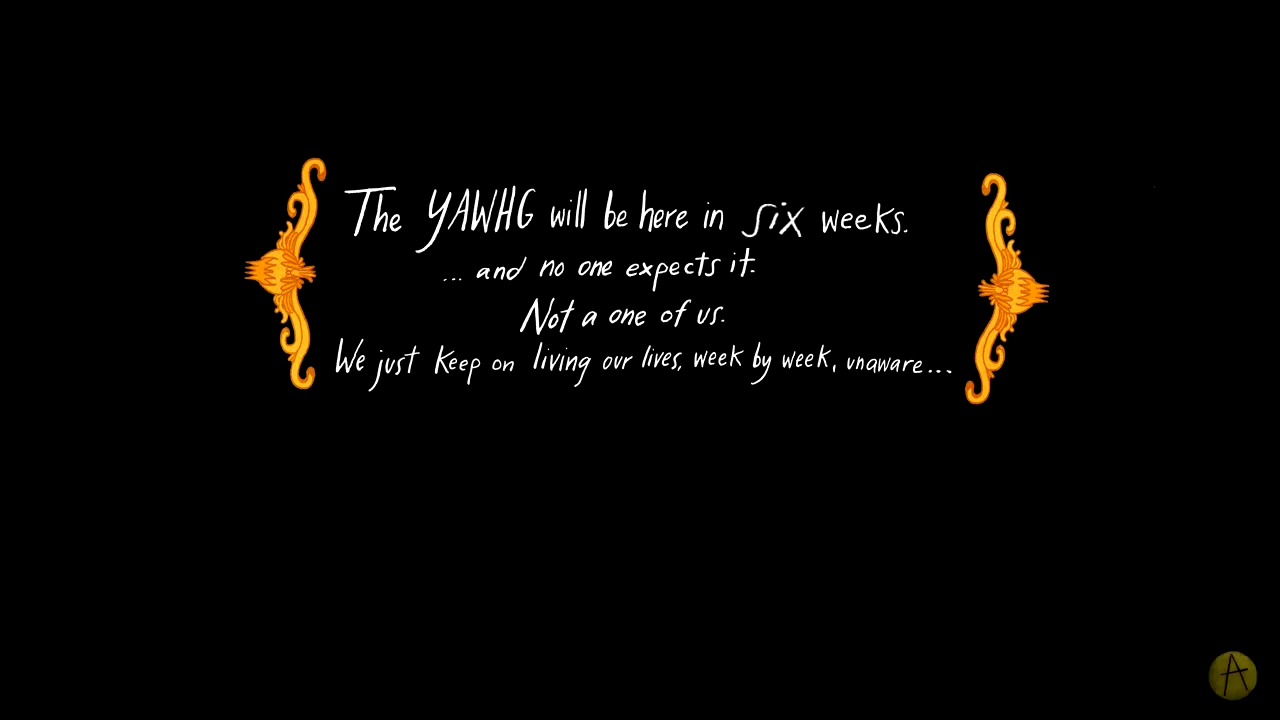 The YAWHG will be here in six weeks.
... and no one expects it.
Not a one of us.
We just keep on living our lives, week by week, unaware...
A